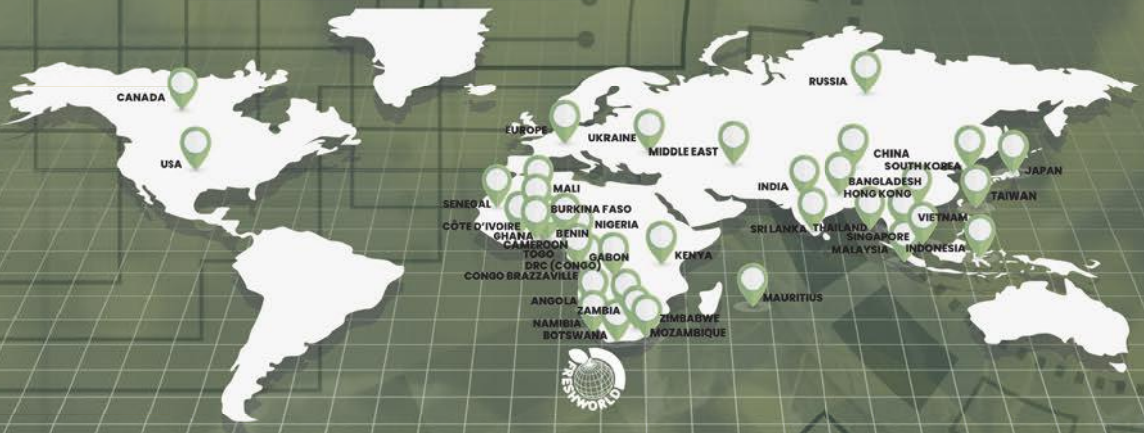 CANADA
USA
RUSSIA
EUROPE
UKRAINE
MIDDLE EAST
CHINA
SOUTH KOREA
JAPAN
INDIA
BANGLADESH
HONG KONG
TAIWAN
SENEGAL
MALI
BURKINA FASO
CÔTE D'IVOIRE
NIGERIA
GHANA
BENIN
CAMEROON
TOGO
GABON
KENYA
DRC (CONGO)
CONGO BRAZZAVILLE
SRI LANKA
THAILAND
VIETNAM
SINGAPORE
MALAYSIA
INDONESIA
MAURITIUS
ANGOLA
ZAMBIA
ZIMBABWE
NAMIBIA
MOZAMBIQUE
BOTSWANA
FRESHWORLD